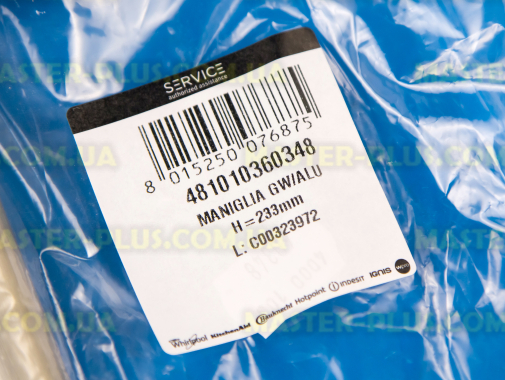 SERVICE
authorized assistance
8 015250 076875
481010360348
MANIGLIA GW/ALU
H=233mm
L: C00323972
Whirlpool KitchenAid Bauknecht Hotpoint indesit IGNIS
MASTER-PLUS.COM.UA